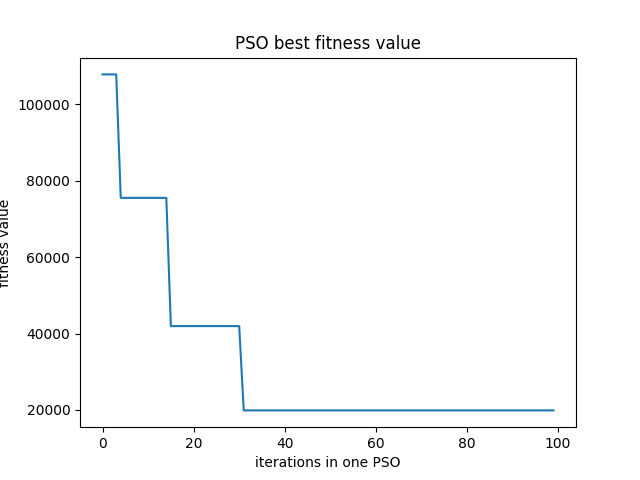 PSO best fitness value
fitness value
100000
80000
60000
40000
20000
0 20 40 60 80 100
iterations in one PSO